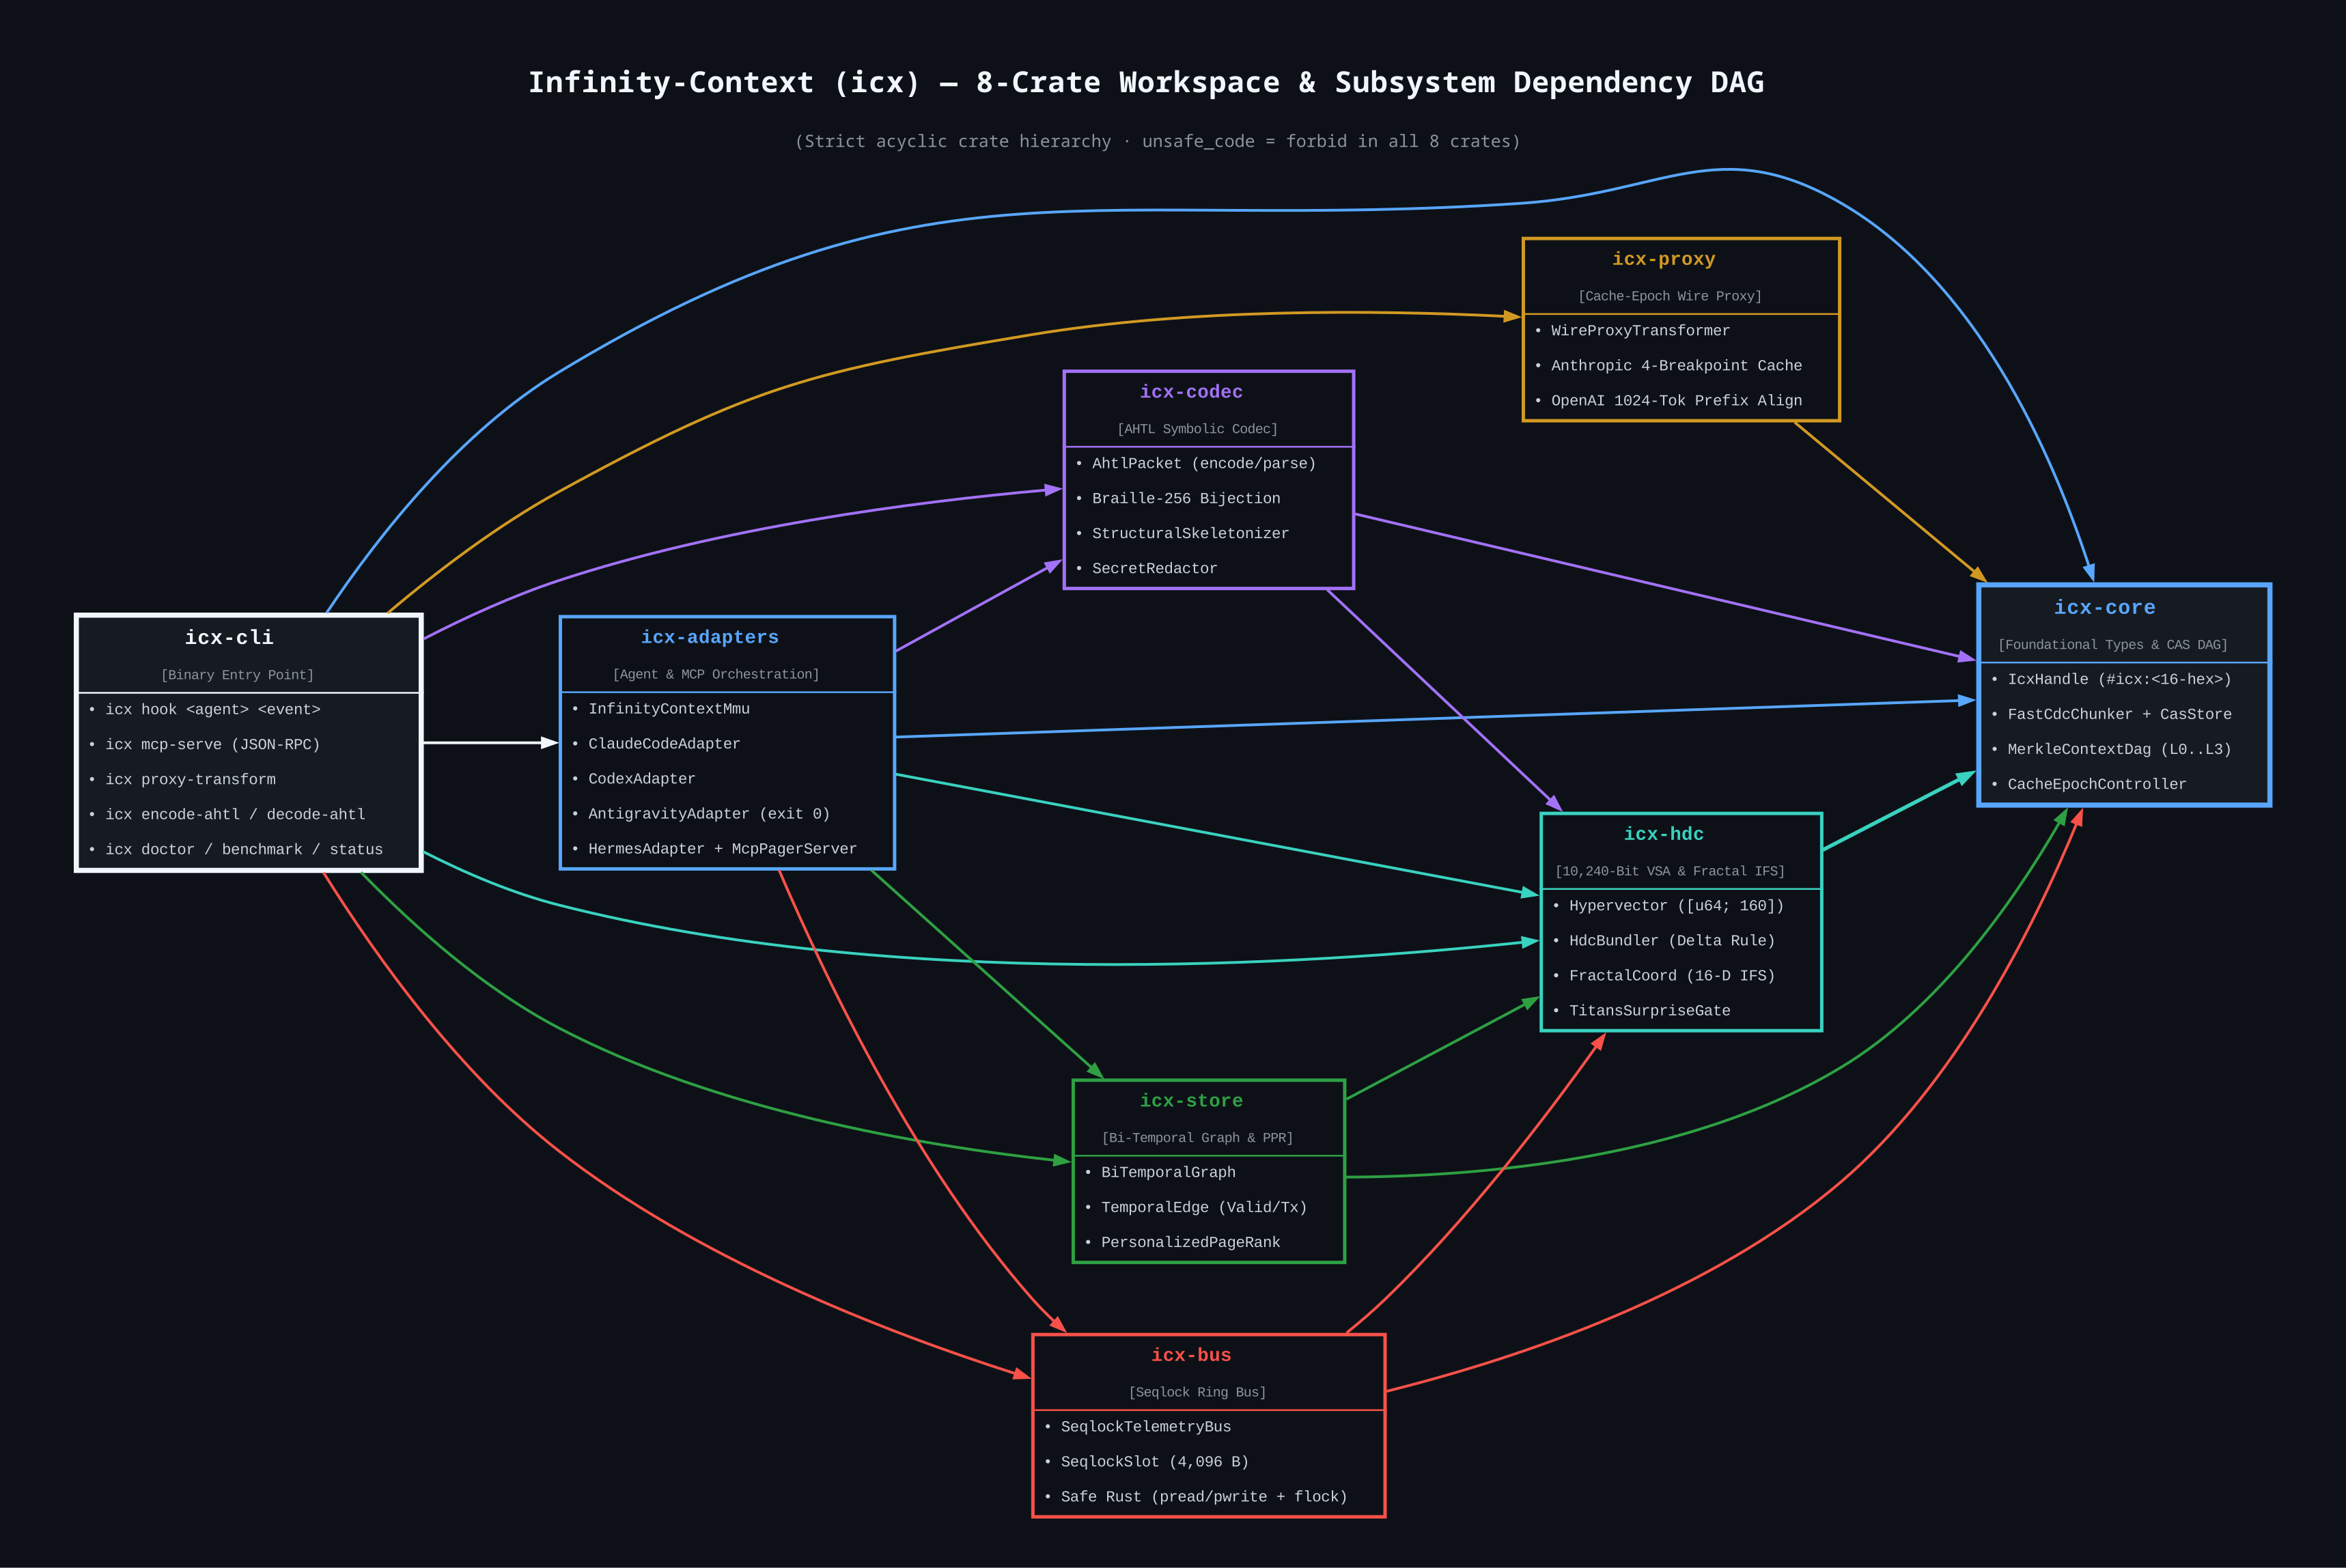 Infinity-Context (icx) — 8-Crate Workspace & Subsystem Dependency DAG
(Strict acyclic crate hierarchy · unsafe_code = forbid in all 8 crates)
icx-proxy
[Cache-Epoch Wire Proxy]
• WireProxyTransformer
• Anthropic 4-Breakpoint Cache
• OpenAI 1024-Tok Prefix Align
icx-codec
[AHTL Symbolic Codec]
• AhtlPacket (encode/parse)
• Braille-256 Bijection
• StructuralSkeletonizer
• SecretRedactor
icx-cli
[Binary Entry Point]
• icx hook <agent> <event>
• icx mcp-serve (JSON-RPC)
• icx proxy-transform
• icx encode-ahtl / decode-ahtl
• icx doctor / benchmark / status
icx-adapters
[Agent & MCP Orchestration]
• InfinityContextMmu
• ClaudeCodeAdapter
• CodexAdapter
• AntigravityAdapter (exit 0)
• HermesAdapter + McpPagerServer
icx-core
[Foundational Types & CAS DAG]
• IcxHandle (#icx:<16-hex>)
• FastCdcChunker + CasStore
• MerkleContextDag (L0..L3)
• CacheEpochController
icx-hdc
[10,240-Bit VSA & Fractal IFS]
• Hypervector ([u64; 160])
• HdcBundler (Delta Rule)
• FractalCoord (16-D IFS)
• TitansSurpriseGate
icx-store
[Bi-Temporal Graph & PPR]
• BiTemporalGraph
• TemporalEdge (Valid/Tx)
• PersonalizedPageRank
icx-bus
[Seqlock Ring Bus]
• SeqlockTelemetryBus
• SeqlockSlot (4,096 B)
• Safe Rust (pread/pwrite + flock)